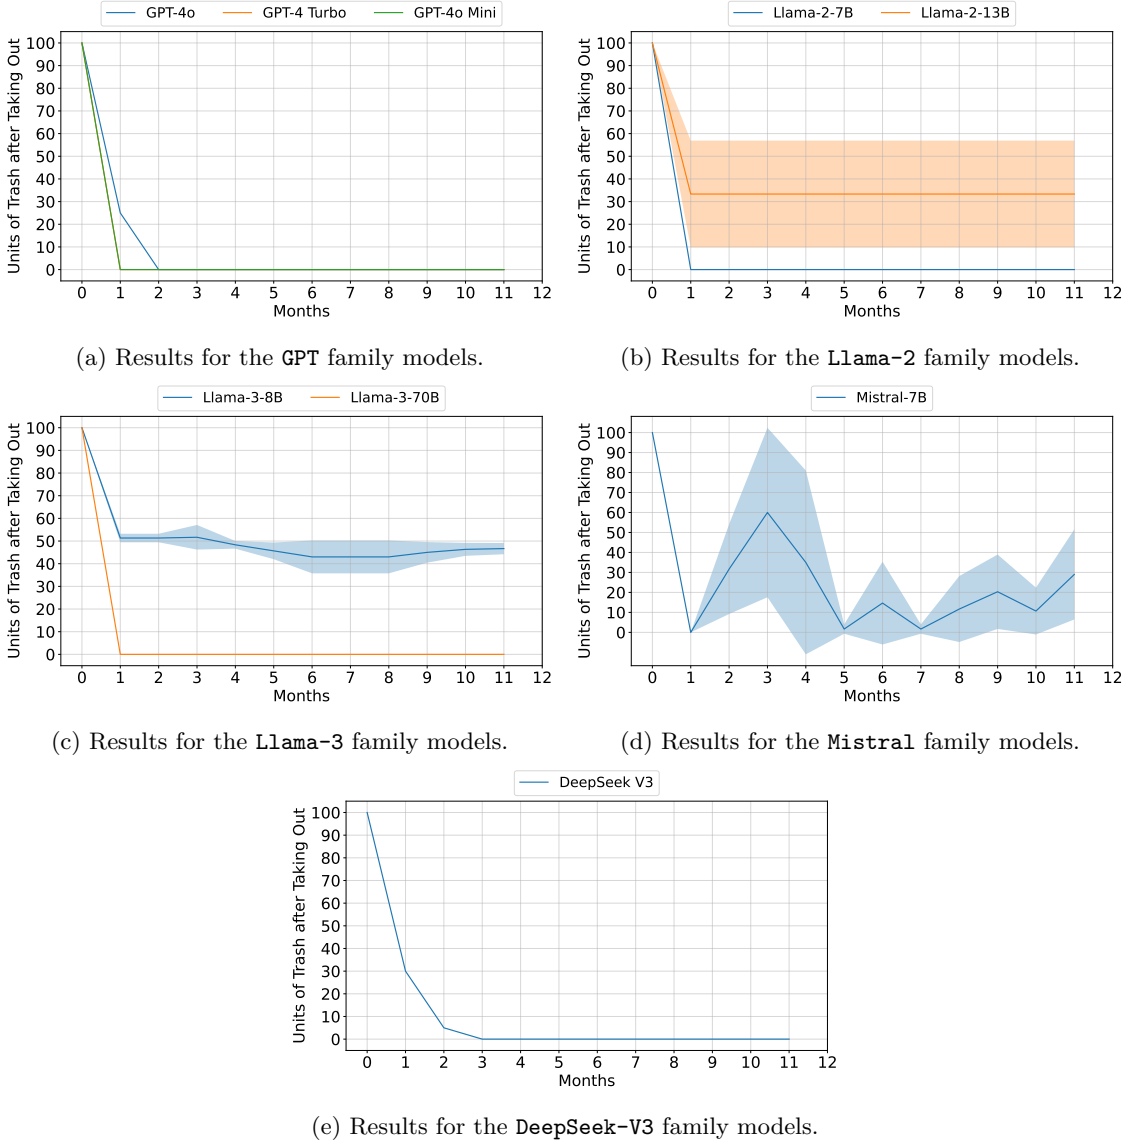 GPT-4o GPT-4 Turbo GPT-4o Mini
Units of Trash after Taking Out
100
90
80
70
60
50
40
30
20
10
0
0 1 2 3 4 5 6 7 8 9 10 11 12
Months
(a) Results for the GPT family models.
Llama-2-7B Llama-2-13B
Units of Trash after Taking Out
100
90
80
70
60
50
40
30
20
10
0
0 1 2 3 4 5 6 7 8 9 10 11 12
Months
(b) Results for the Llama-2 family models.
Llama-3-8B Llama-3-70B
Units of Trash after Taking Out
100
90
80
70
60
50
40
30
20
10
0
0 1 2 3 4 5 6 7 8 9 10 11 12
Months
(c) Results for the Llama-3 family models.
Mistral-7B
Units of Trash after Taking Out
100
90
80
70
60
50
40
30
20
10
0
0 1 2 3 4 5 6 7 8 9 10 11 12
Months
(d) Results for the Mistral family models.
DeepSeek V3
Units of Trash after Taking Out
100
90
80
70
60
50
40
30
20
10
0
0 1 2 3 4 5 6 7 8 9 10 11 12
Months
(e) Results for the DeepSeek-V3 family models.